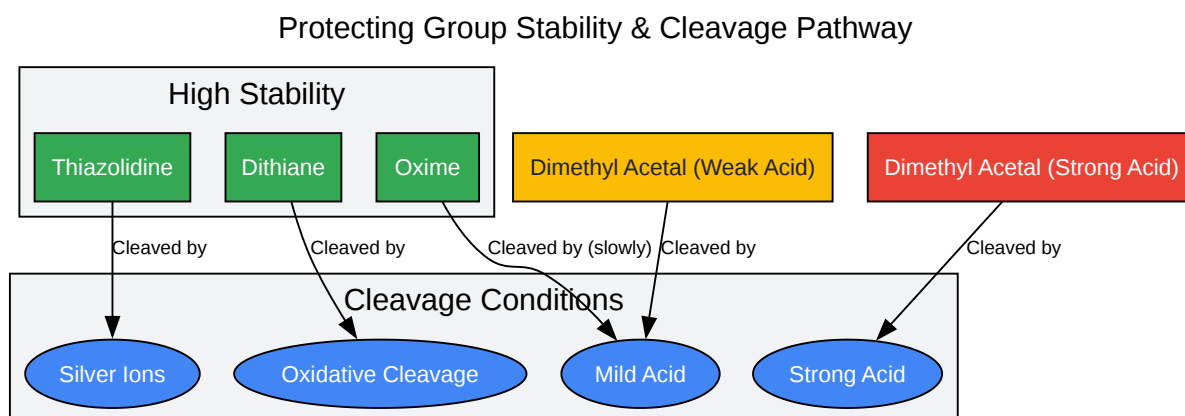 Protecting Group Stability & Cleavage Pathway
High Stability
Thiazolidine
Dithiane
Oxime
Dimethyl Acetal (Weak Acid)
Dimethyl Acetal (Strong Acid)
Cleaved by
Cleaved by
Cleaved by (slowly)
Cleaved by
Cleaved by
Cleavage Conditions
Silver Ions
Oxidative Cleavage
Mild Acid
Strong Acid